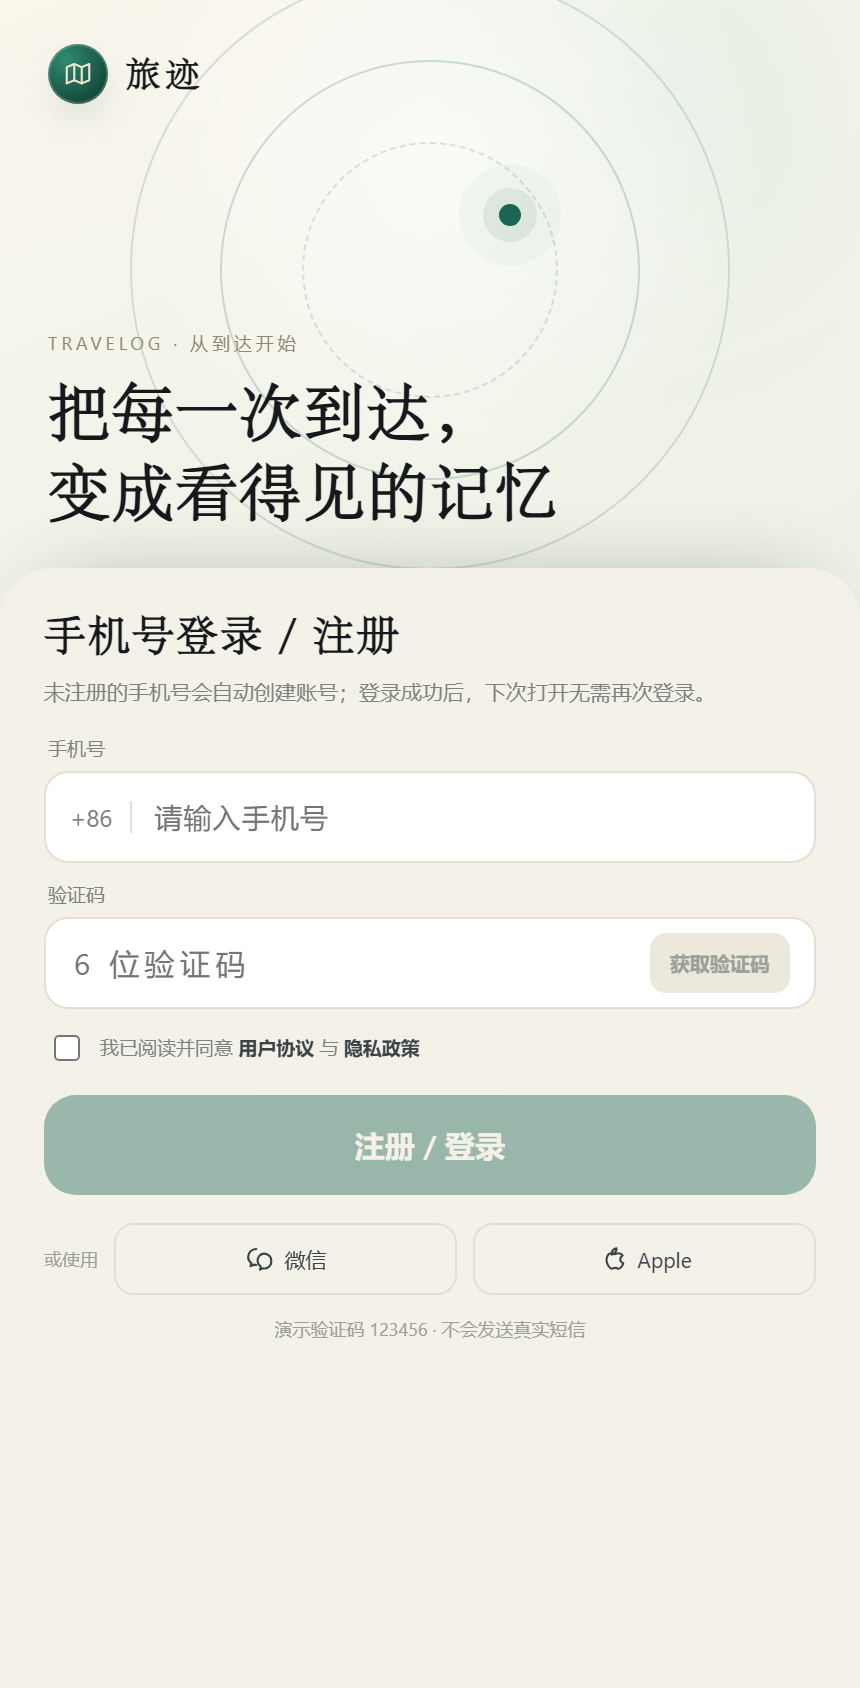 旅迹
TRAVELOG · 从到达开始
把每一次到达，
变成看得见的记忆
手机号登录 / 注册
未注册的手机号会自动创建账号；登录成功后，下次打开无需再次登录。
手机号
+86 请输入手机号
验证码
6 位验证码 获取验证码
我已阅读并同意 用户协议 与 隐私政策
注册 / 登录
或使用 微信 Apple
演示验证码 123456 · 不会发送真实短信